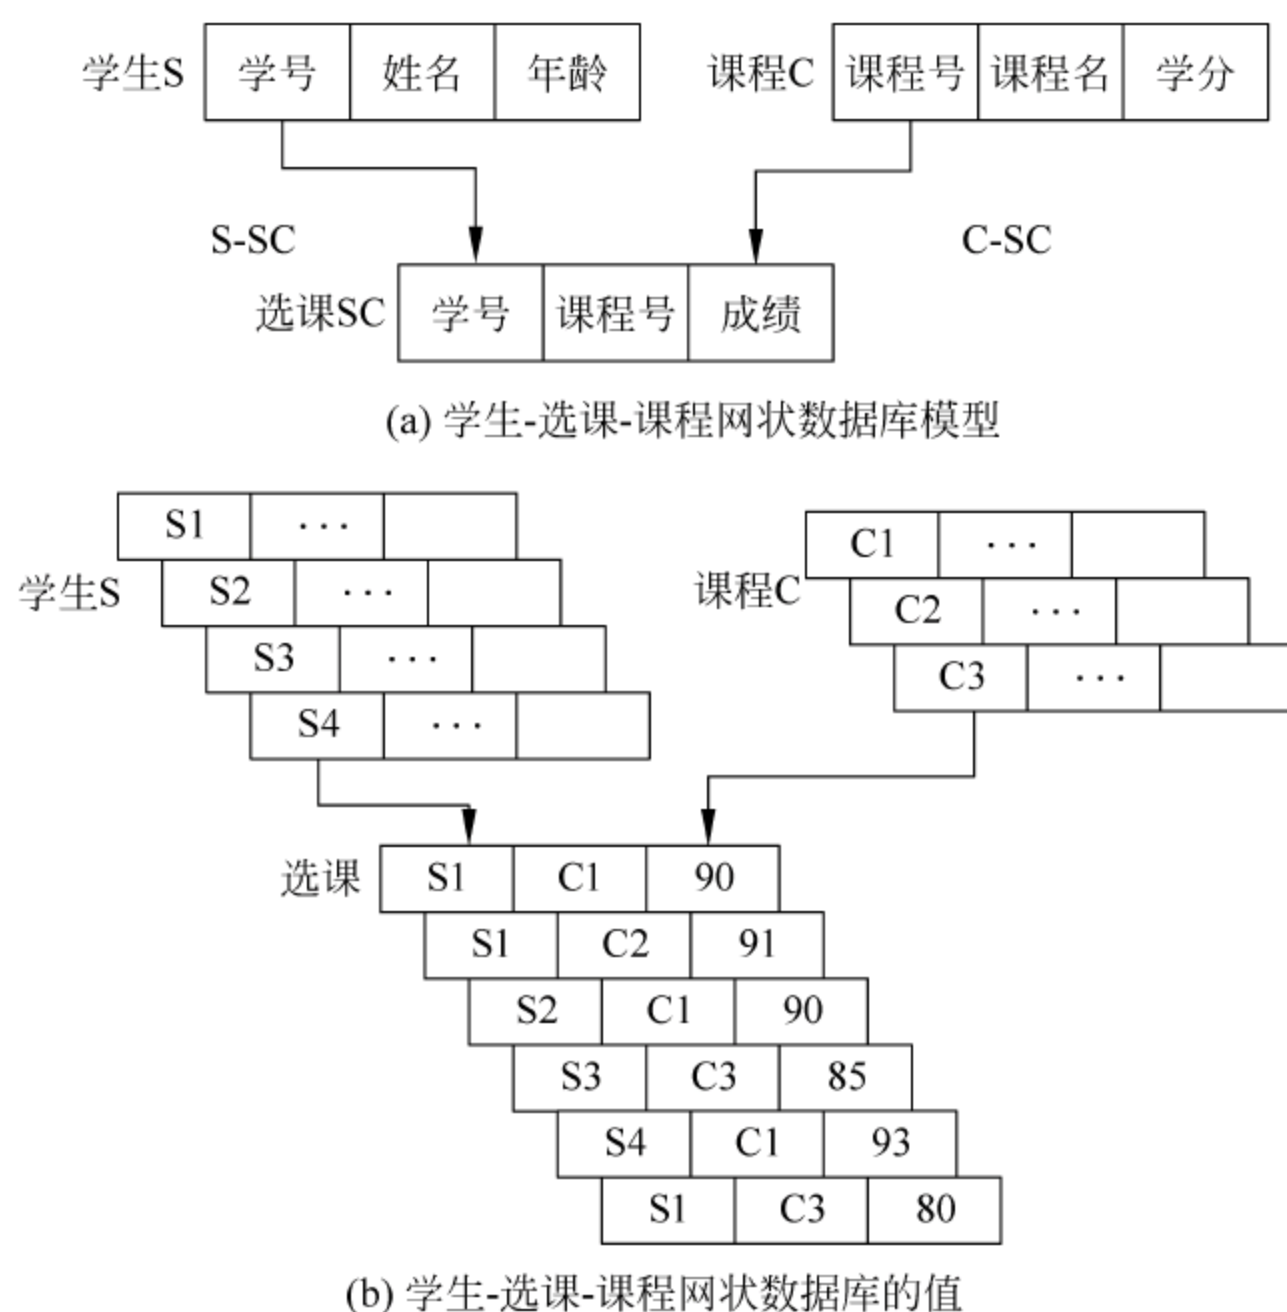 学生S 学号 姓名 年龄 课程C 课程号 课程名 学分
S-SC C-SC
选课SC 学号 课程号 成绩
(a) 学生-选课-课程网状数据库模型
S1 ··· C1 ···
学生S S2 ··· 课程C C2 ···
S3 ··· C3 ···
S4 ···
选课 S1 C1 90
S1 C2 91
S2 C1 90
S3 C3 85
S4 C1 93
S1 C3 80
(b) 学生-选课-课程网状数据库的值